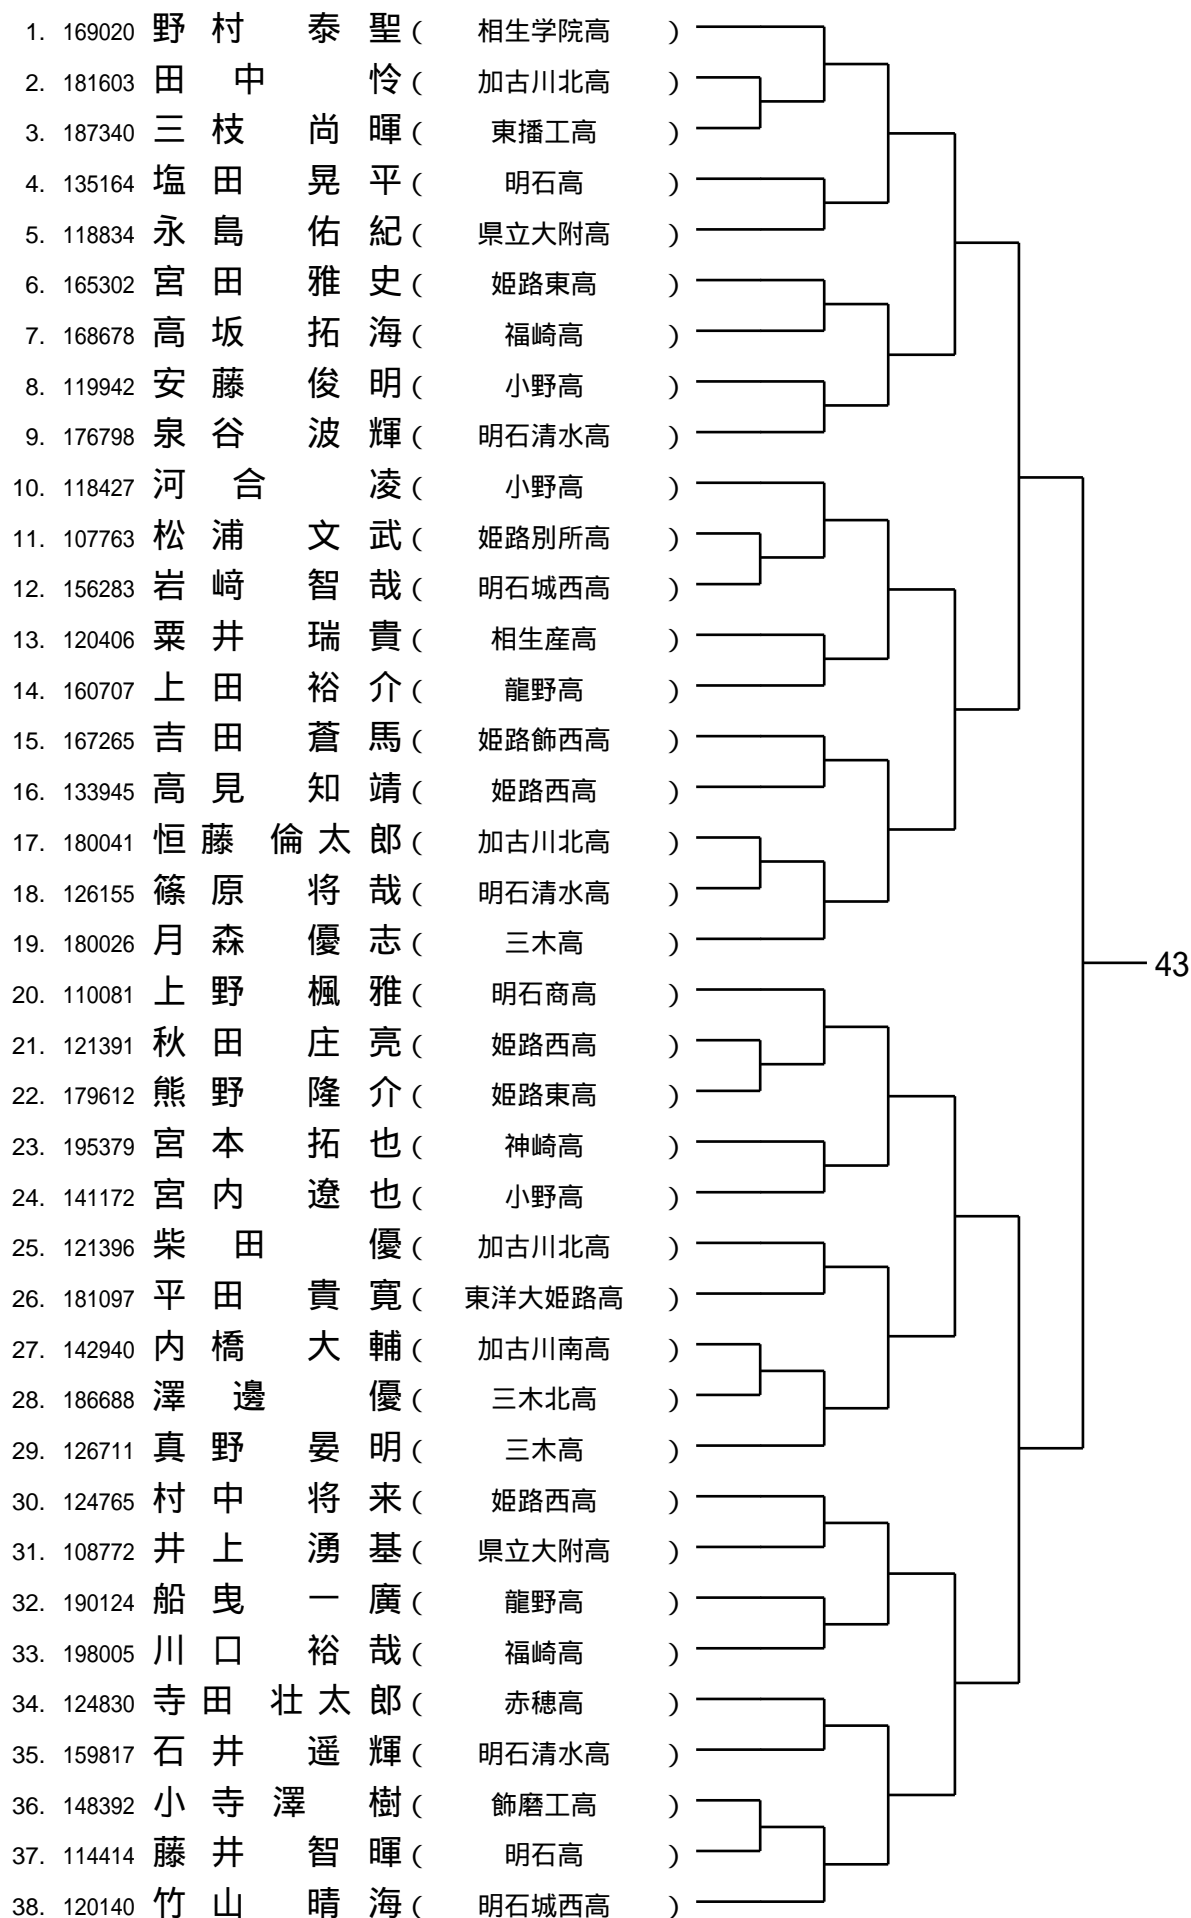 1. 169020 野村 泰聖 ( 相生学院高 )
2. 181603 田中 怜 ( 加古川北高 )
3. 187340 三枝 尚暉 ( 東播工高 )
4. 135164 塩田 晃平 ( 明石高 )
5. 118834 永島 佑紀 ( 県立大附高 )
6. 165302 宮田 雅史 ( 姫路東高 )
7. 168678 高坂 拓海 ( 福崎高 )
8. 119942 安藤 俊明 ( 小野高 )
9. 176798 泉谷 波輝 ( 明石清水高 )
10. 118427 河合 凌 ( 小野高 )
11. 107763 松浦 文武 ( 姫路別所高 )
12. 156283 岩﨑 智哉 ( 明石城西高 )
13. 120406 粟井 瑞貴 ( 相生産高 )
14. 160707 上田 裕介 ( 龍野高 )
15. 167265 吉田 蒼馬 ( 姫路飾西高 )
16. 133945 高見 知靖 ( 姫路西高 )
17. 180041 恒藤 倫太郎 ( 加古川北高 )
18. 126155 篠原 将哉 ( 明石清水高 )
19. 180026 月森 優志 ( 三木高 )
43
20. 110081 上野 楓雅 ( 明石商高 )
21. 121391 秋田 庄亮 ( 姫路西高 )
22. 179612 熊野 隆介 ( 姫路東高 )
23. 195379 宮本 拓也 ( 神崎高 )
24. 141172 宮内 遼也 ( 小野高 )
25. 121396 柴田 優 ( 加古川北高 )
26. 181097 平田 貴寛 ( 東洋大姫路高 )
27. 142940 内橋 大輔 ( 加古川南高 )
28. 186688 澤邊 優 ( 三木北高 )
29. 126711 真野 晏明 ( 三木高 )
30. 124765 村中 将来 ( 姫路西高 )
31. 108772 井上 湧基 ( 県立大附高 )
32. 190124 船曳 一廣 ( 龍野高 )
33. 198005 川口 裕哉 ( 福崎高 )
34. 124830 寺田 壮太郎 ( 赤穂高 )
35. 159817 石井 遥輝 ( 明石清水高 )
36. 148392 小寺澤 樹 ( 飾磨工高 )
37. 114414 藤井 智暉 ( 明石高 )
38. 120140 竹山 晴海 ( 明石城西高 )